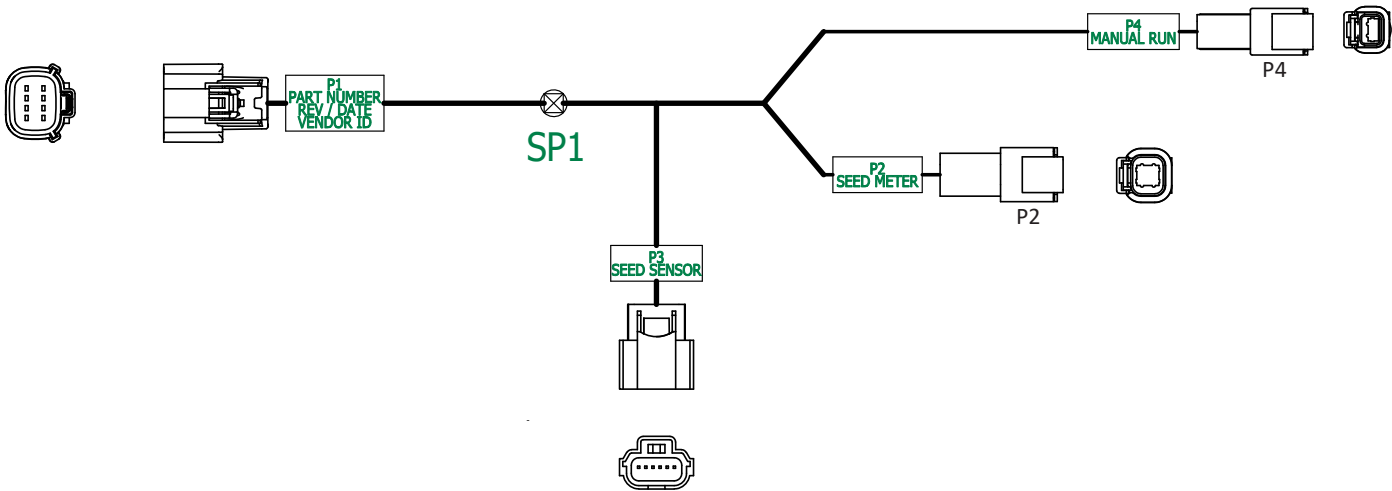 P4
MANUAL RUN
P4
P1
PART NUMBER
REV / DATE
VENDOR ID
SP1
P2
SEED METER
P2
P3
SEED SENSOR